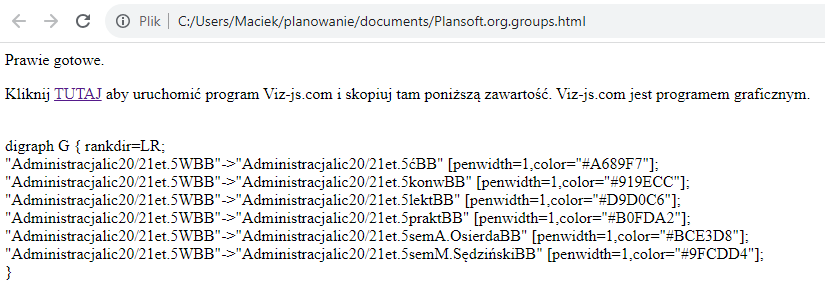 Plik C:/Users/Maciek/planowanie/documents/Plansoft.org.groups.html
Prawie gotowe.
Kliknij TUTAJ aby uruchomić program Viz-js.com i skopiuj tam poniższą zawartość. Viz-js.com jest programem graficznym.
digraph G { rankdir=LR;
"Administracjalic20/21et.5WBB"->"Administracjalic20/21et.5ćBB" [penwidth=1,color="#A689F7"];
"Administracjalic20/21et.5WBB"->"Administracjalic20/21et.5konwBB" [penwidth=1,color="#919ECC"];
"Administracjalic20/21et.5WBB"->"Administracjalic20/21et.5lektBB" [penwidth=1,color="#D9D0C6"];
"Administracjalic20/21et.5WBB"->"Administracjalic20/21et.5praktBB" [penwidth=1,color="#B0FDA2"];
"Administracjalic20/21et.5WBB"->"Administracjalic20/21et.5semA.OsierdaBB" [penwidth=1,color="#BCE3D8"];
"Administracjalic20/21et.5WBB"->"Administracjalic20/21et.5semM.SędzińskiBB" [penwidth=1,color="#9FCDD4"];
}